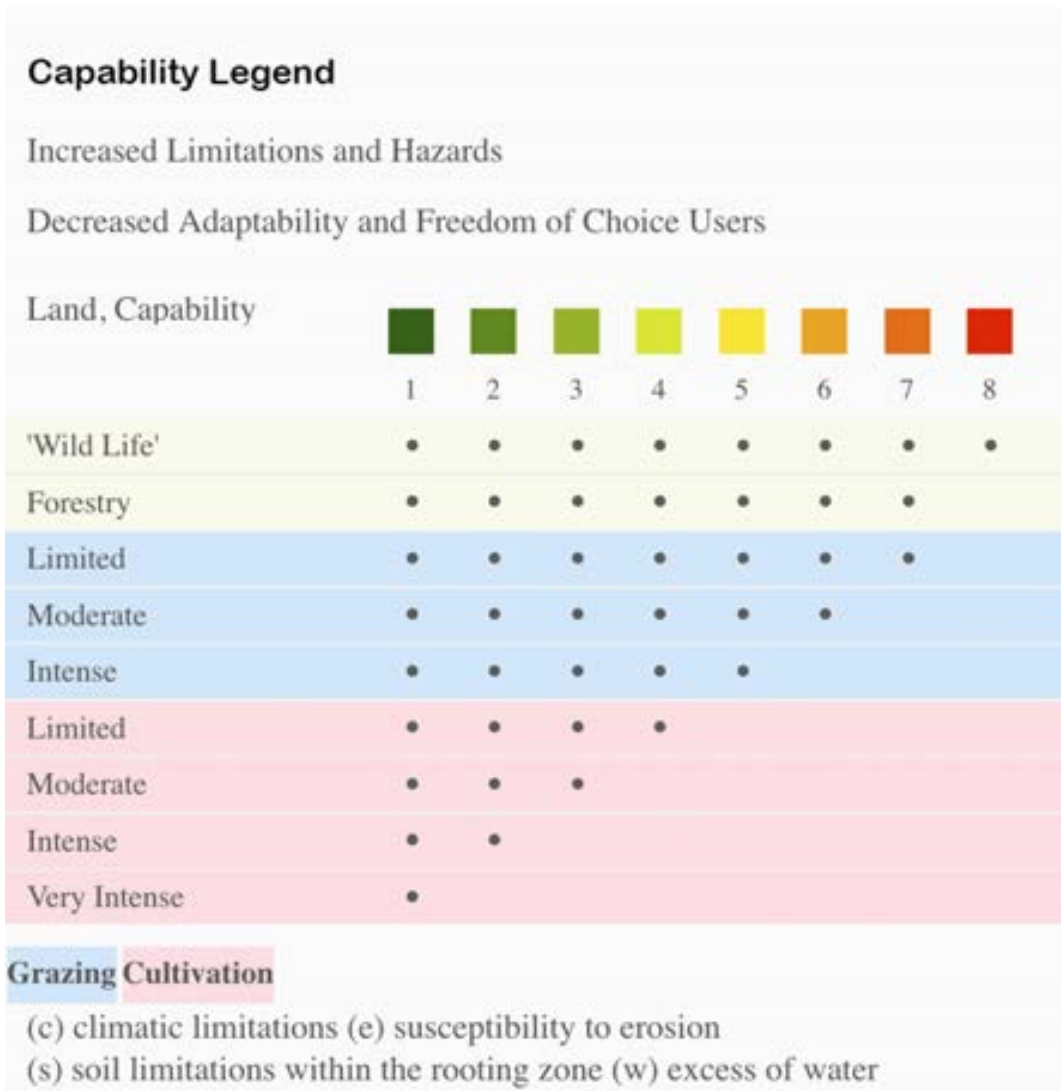 Capability Legend
Increased Limitations and Hazards
Decreased Adaptability and Freedom of Choice Users
Land, Capability
1 2 3 4 5 6 7 8
'Wild Life' • • • • • • • •
Forestry • • • • • • •
Limited • • • • • • •
Moderate • • • • • •
Intense • • • • •
Limited • • • •
Moderate • • •
Intense • •
Very Intense •
Grazing Cultivation
(c) climatic limitations (e) susceptibility to erosion
(s) soil limitations within the rooting zone (w) excess of water